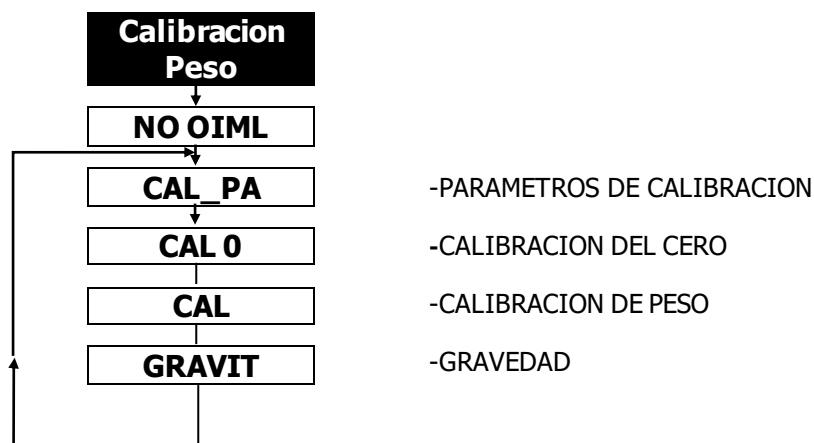 Calibracion
Peso
NO OIML
CAL_PA -PARAMETROS DE CALIBRACION
CAL 0 -CALIBRACION DEL CERO
CAL -CALIBRACION DE PESO
GRAVIT -GRAVEDAD